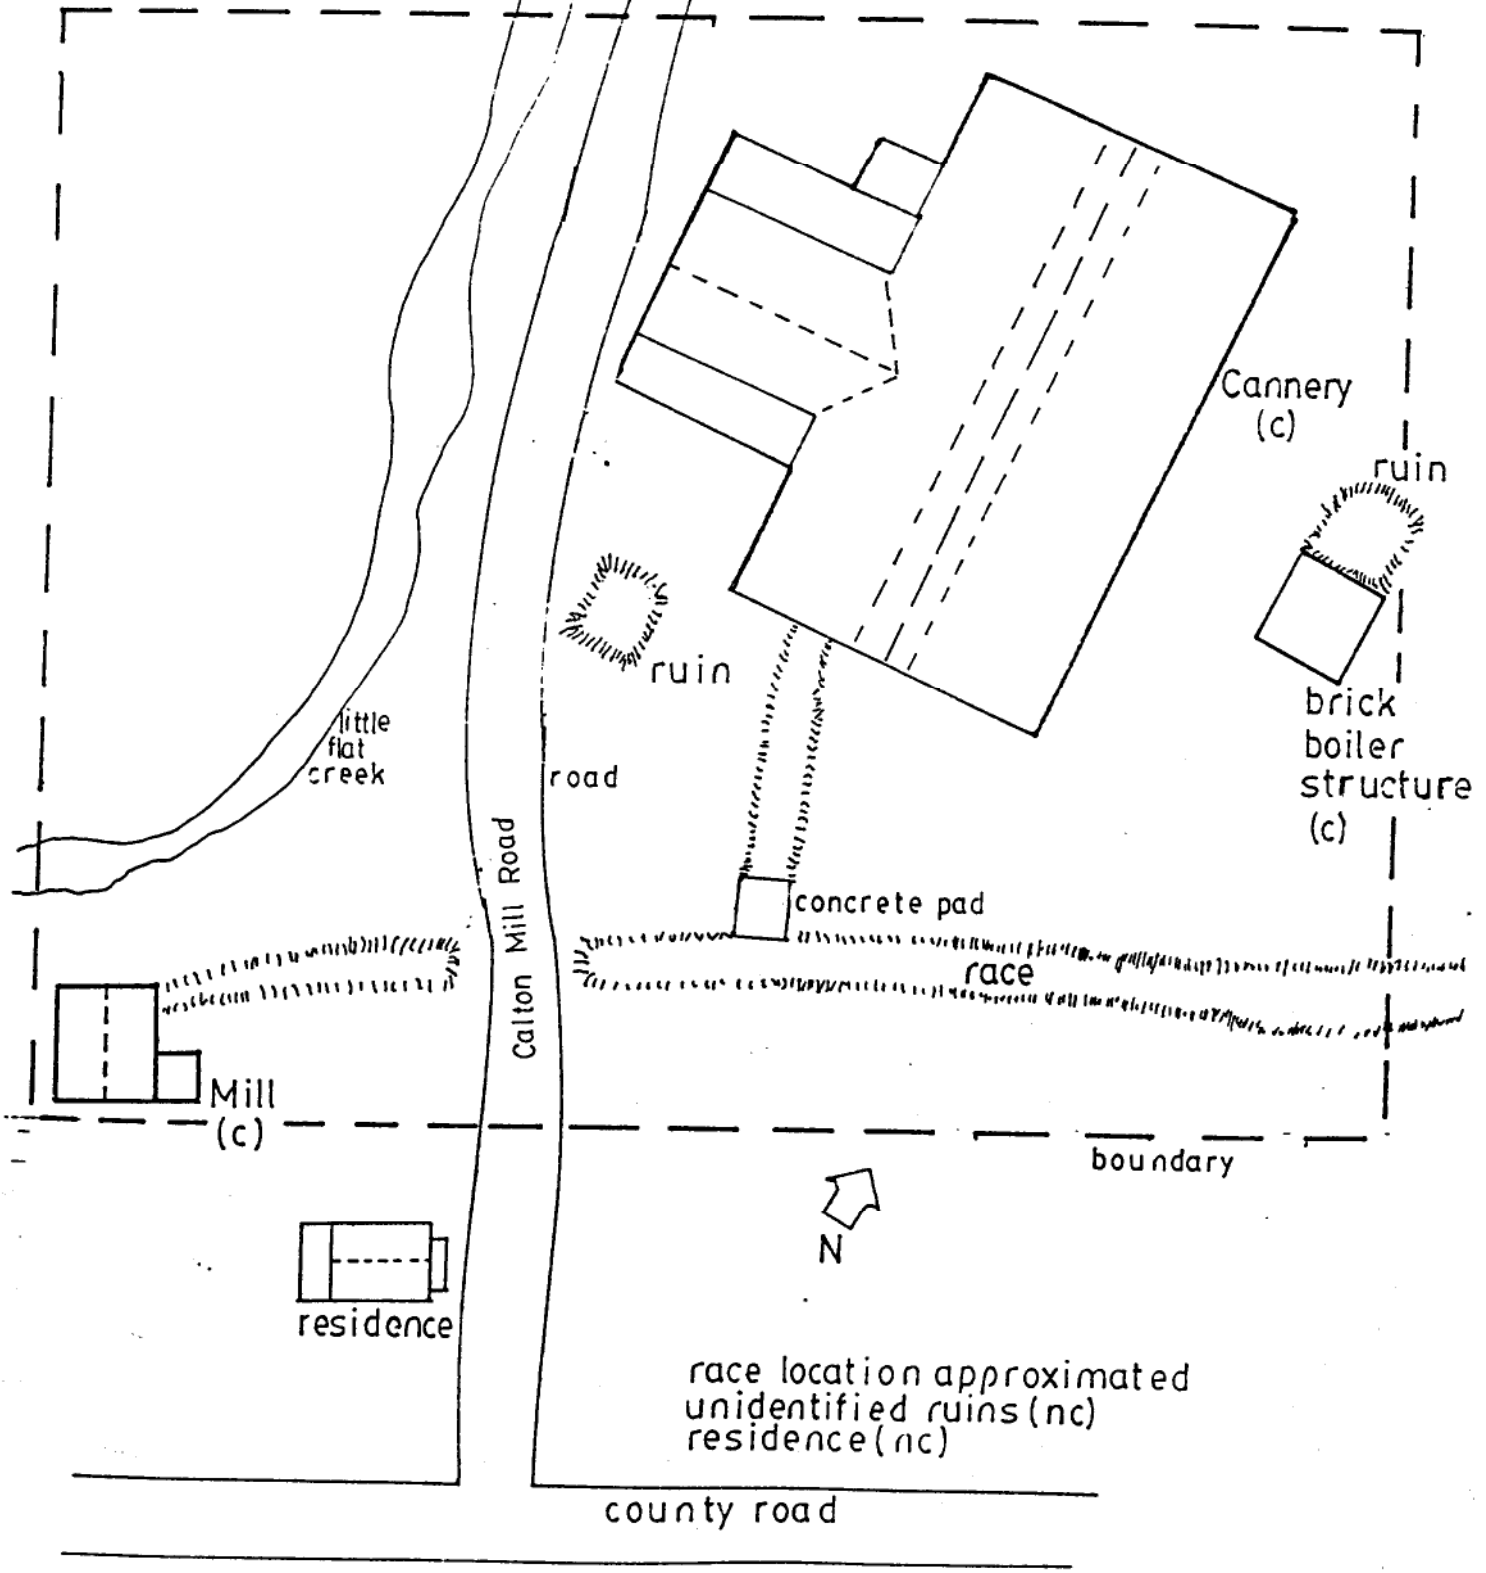 Cannery
(c)
ruin
ruin
brick
boiler
structure
(c)
little
flat
creek
road
Calton Mill Road
concrete pad
race
Mill
(c)
boundary
N
residence
race location approximated
unidentified ruins (nc)
residence (nc)
county road